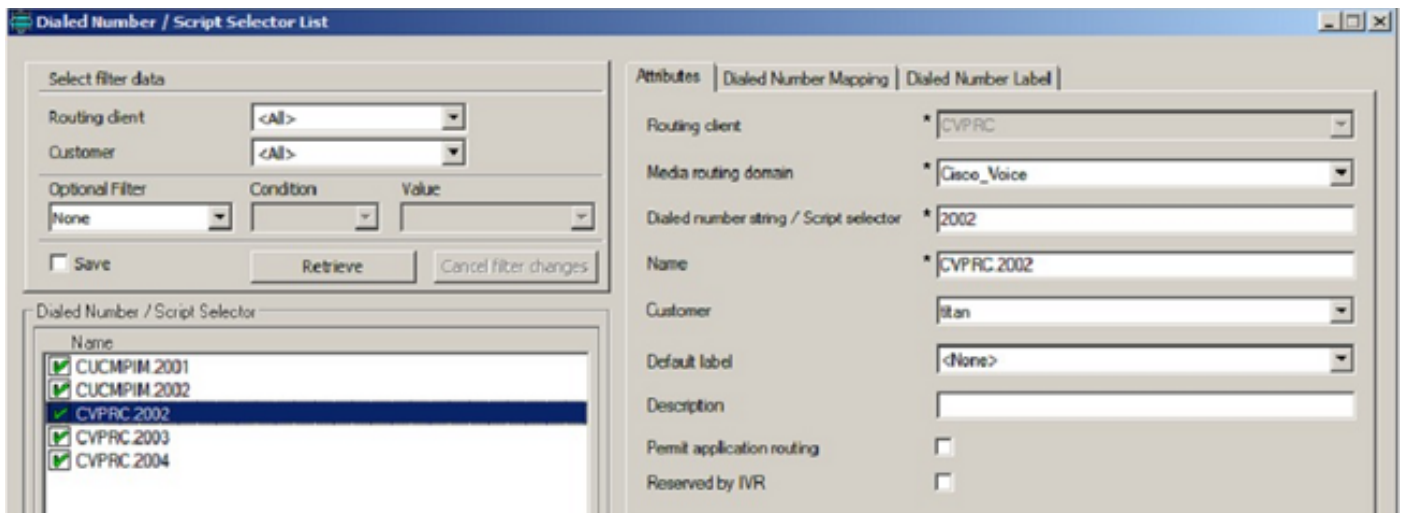 Dialed Number / Script Selector List
Select filter data
Routing client
<All>
Customer
<All>
Optional Filter
Condition
Value
None
Save
Retrieve
Cancel filter changes
Dialed Number / Script Selector
Name
CUCMPIM.2001
CUCMPIM.2002
CVPRC.2002
CVPRC.2003
CVPRC.2004
Attributes
Dialed Number Mapping
Dialed Number Label
Routing client * CVPRC
Media routing domain * Cisco_Voice
Dialed number string / Script selector * 2002
Name * CVPRC.2002
Customer titan
Default label <None>
Description
Permit application routing
Reserved by IVR